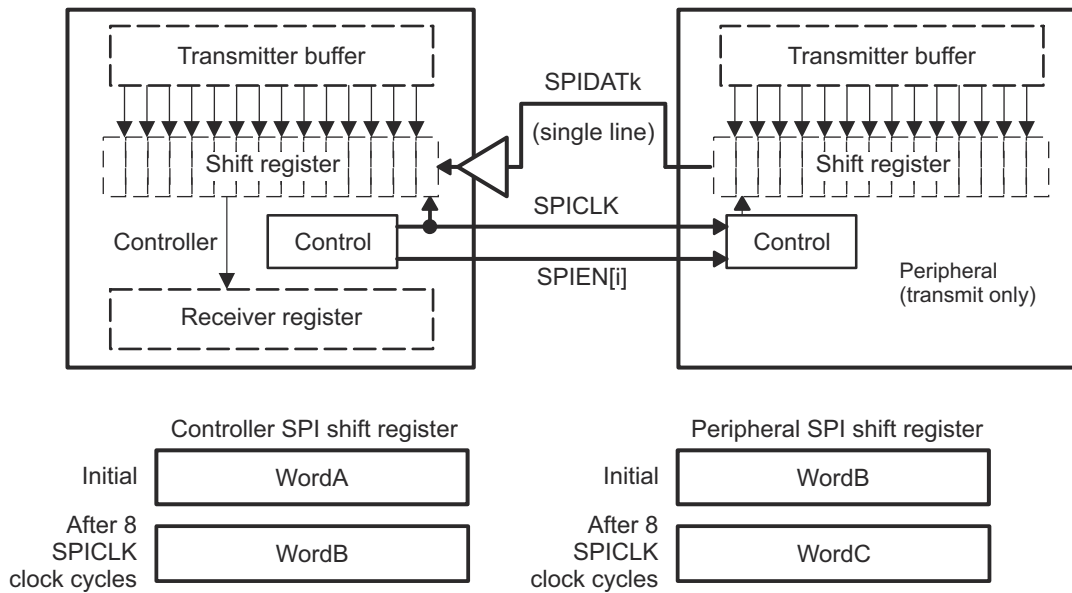 Transmitter buffer
Transmitter buffer
SPIDATk
(single line)
Shift register
Shift register
SPICLK
Controller
Control
Control
SPIEN[i]
Peripheral
(transmit only)
Receiver register
Controller SPI shift register
Peripheral SPI shift register
Initial
WordA
Initial
WordB
After 8
SPICLK
clock cycles
WordB
After 8
SPICLK
clock cycles
WordC